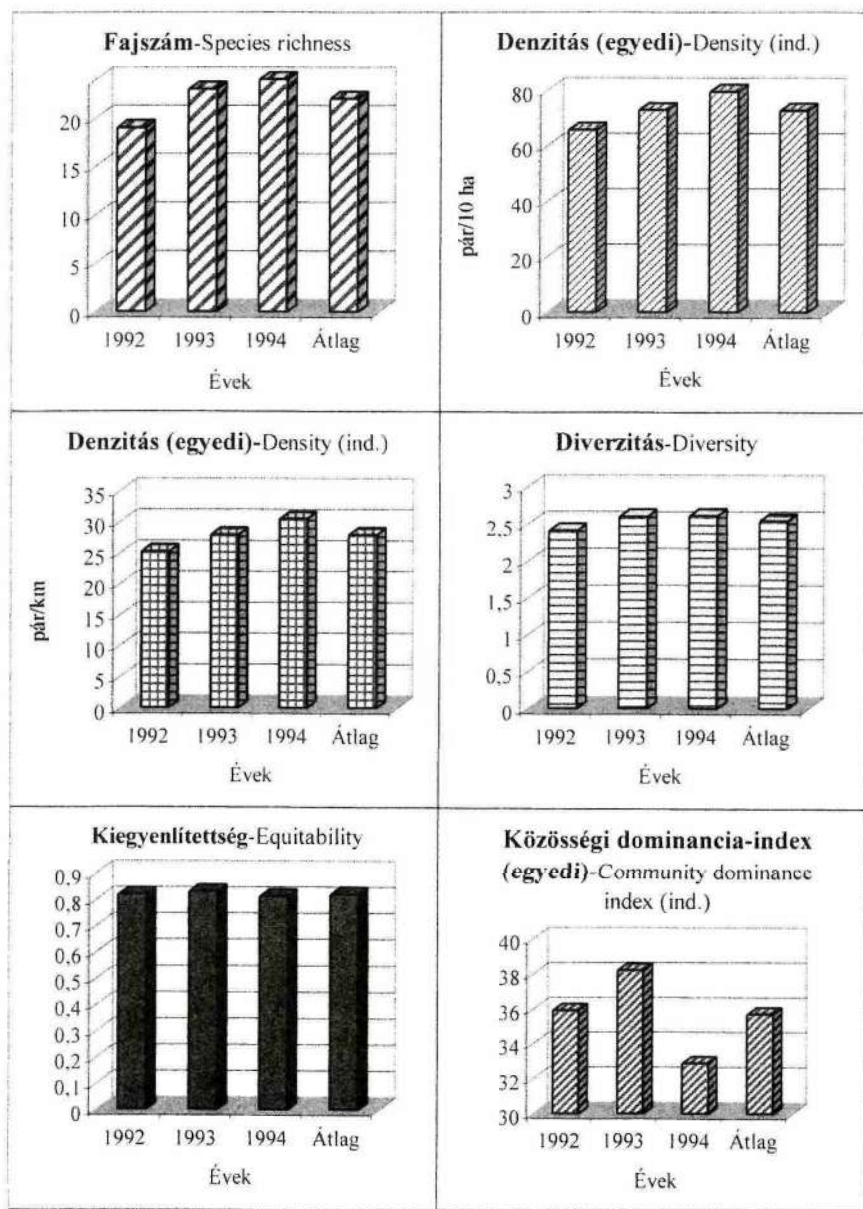 Fajszám-Species richness
20
15
10
5
0
1992 1993 1994 Átlag
Évek
Denzitás (egyedi)-Density (ind.)
pár/10 ha
80
60
40
20
0
1992 1993 1994 Átlag
Évek
Denzitás (egyedi)-Density (ind.)
pár/km
35
30
25
20
15
10
5
0
1992 1993 1994 Átlag
Évek
Diverzitás-Diversity
3
2,5
2
1,5
1
0,5
0
1992 1993 1994 Átlag
Évek
Kiegyenlítettség-Equitability
0,9
0,8
0,7
0,6
0,5
0,4
0,3
0,2
0,1
0
1992 1993 1994 Átlag
Évek
Közösségi dominancia-index
(egyedi)-Community dominance
index (ind.)
40
38
36
34
32
30
1992 1993 1994 Átlag
Évek